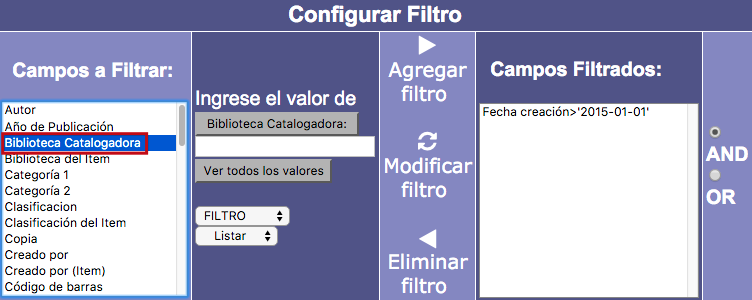 Configurar Filtro
Campos a Filtrar:
Autor
Año de Publicación
Biblioteca Catalogadora
Biblioteca del Item
Categoría 1
Categoría 2
Clasificacion
Clasificación del Item
Copia
Creado por
Creado por (Item)
Código de barras
Ingrese el valor de
Biblioteca Catalogadora:
Ver todos los valores
FILTRO
Listar
Agregar
filtro
Modificar
filtro
Eliminar
filtro
Campos Filtrados:
Fecha creación>'2015-01-01'
AND
OR